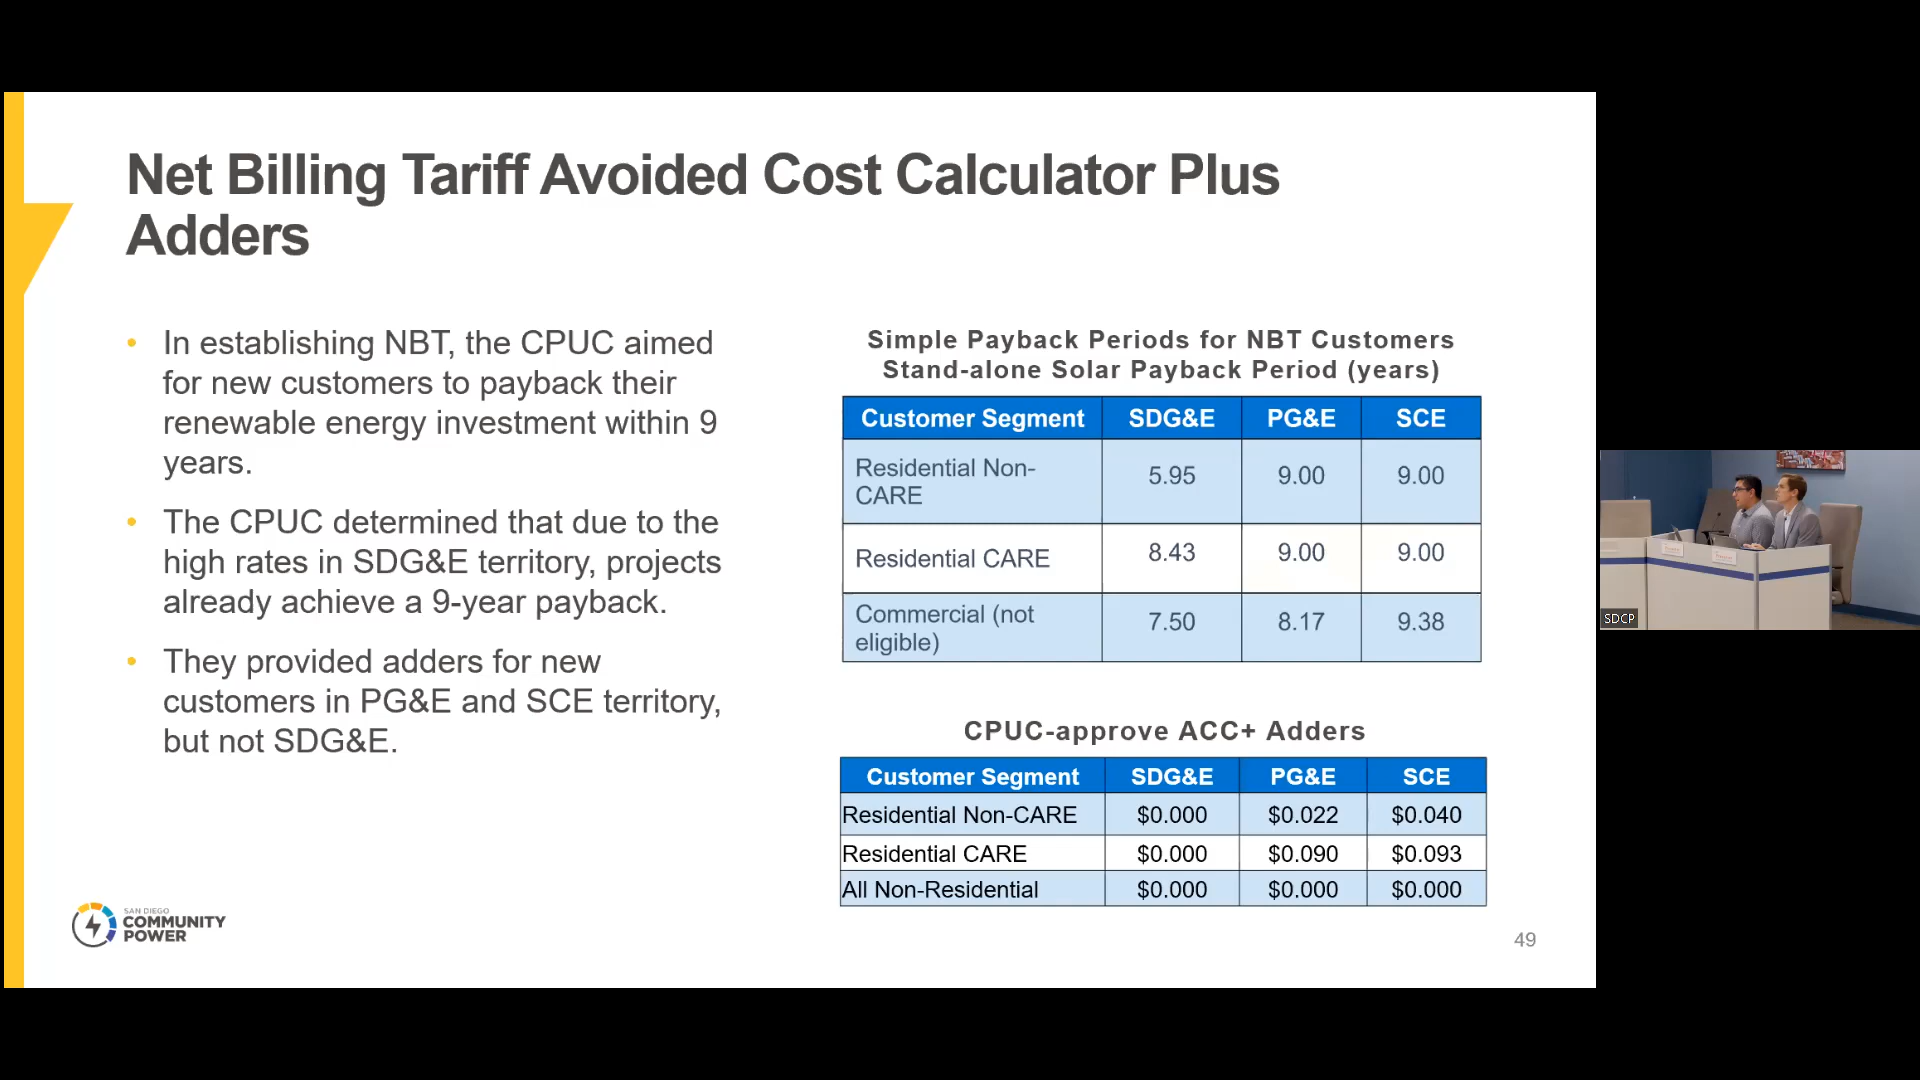 Net Billing Tariff Avoided Cost Calculator Plus
Adders
• In establishing NBT, the CPUC aimed
for new customers to payback their
renewable energy investment within 9
years.
• The CPUC determined that due to the
high rates in SDG&E territory, projects
already achieve a 9-year payback.
• They provided adders for new
customers in PG&E and SCE territory,
but not SDG&E.
Simple Payback Periods for NBT Customers
Stand-alone Solar Payback Period (years)
Customer Segment SDG&E PG&E SCE
Residential Non-
CARE 5.95 9.00 9.00
Residential CARE 8.43 9.00 9.00
Commercial (not
eligible) 7.50 8.17 9.38
CPUC-approve ACC+ Adders
Customer Segment SDG&E PG&E SCE
Residential Non-CARE $0.000 $0.022 $0.040
Residential CARE $0.000 $0.090 $0.093
All Non-Residential $0.000 $0.000 $0.000
SAN DIEGO
COMMUNITY
POWER
49
SDCP